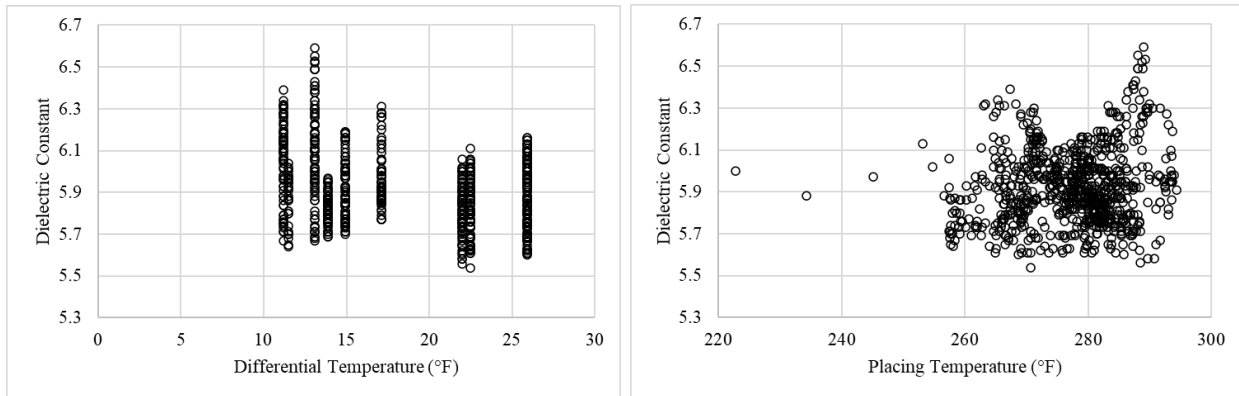 6.7
6.5
6.3
6.1
5.9
5.7
5.5
5.3
Dielectric Constant
0 5 10 15 20 25 30
Differential Temperature (°F)
6.7
6.5
6.3
6.1
5.9
5.7
5.5
5.3
Dielectric Constant
220 240 260 280 300
Placing Temperature (°F)